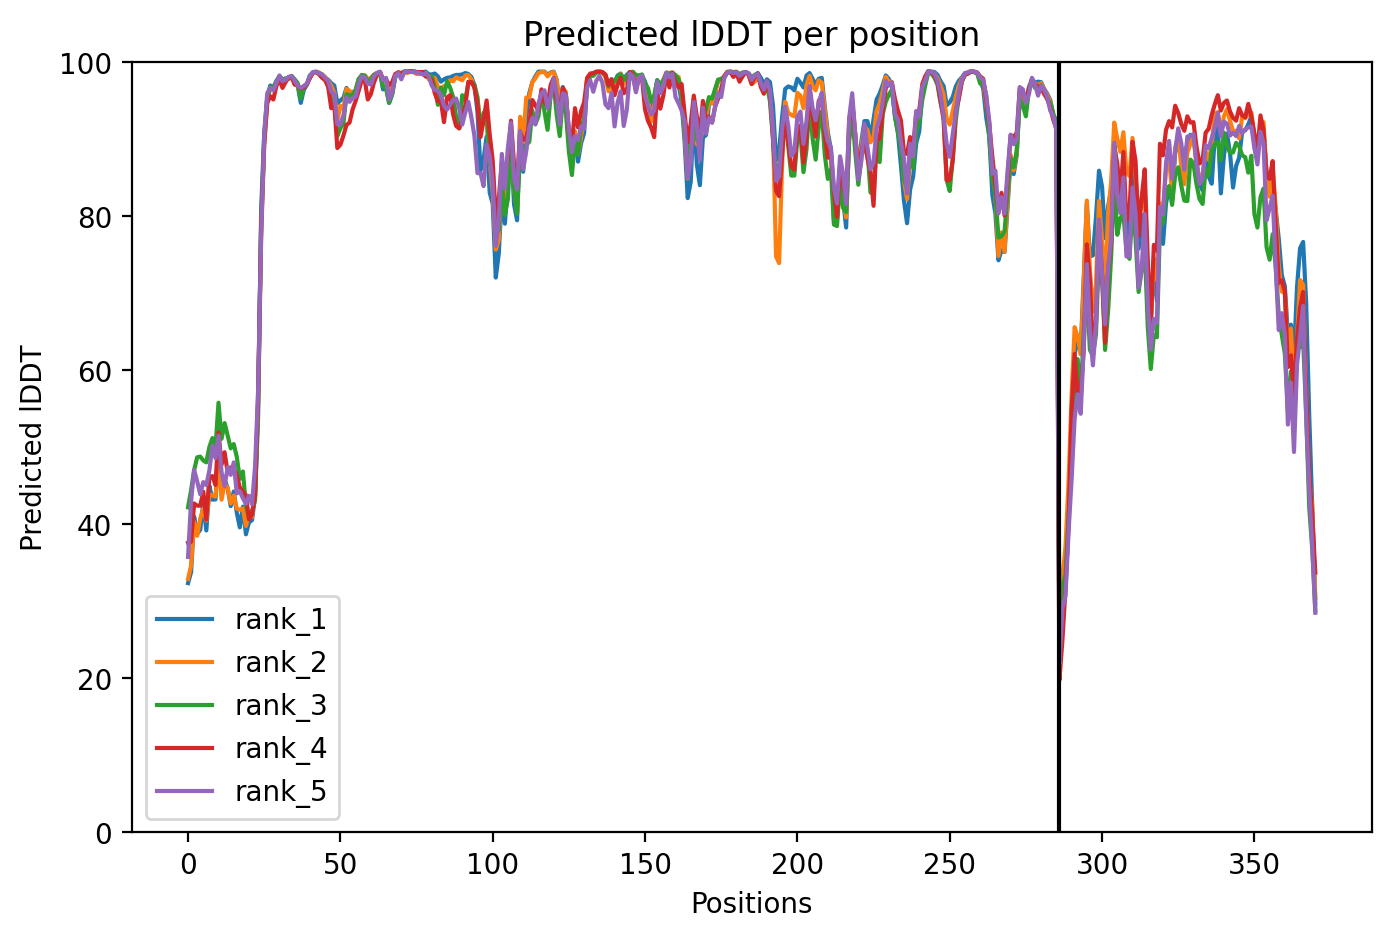 Predicted lDDT per position
100
80
60
40
20
0
Predicted lDDT
rank_1
rank_2
rank_3
rank_4
rank_5
0 50 100 150 200 250 300 350
Positions